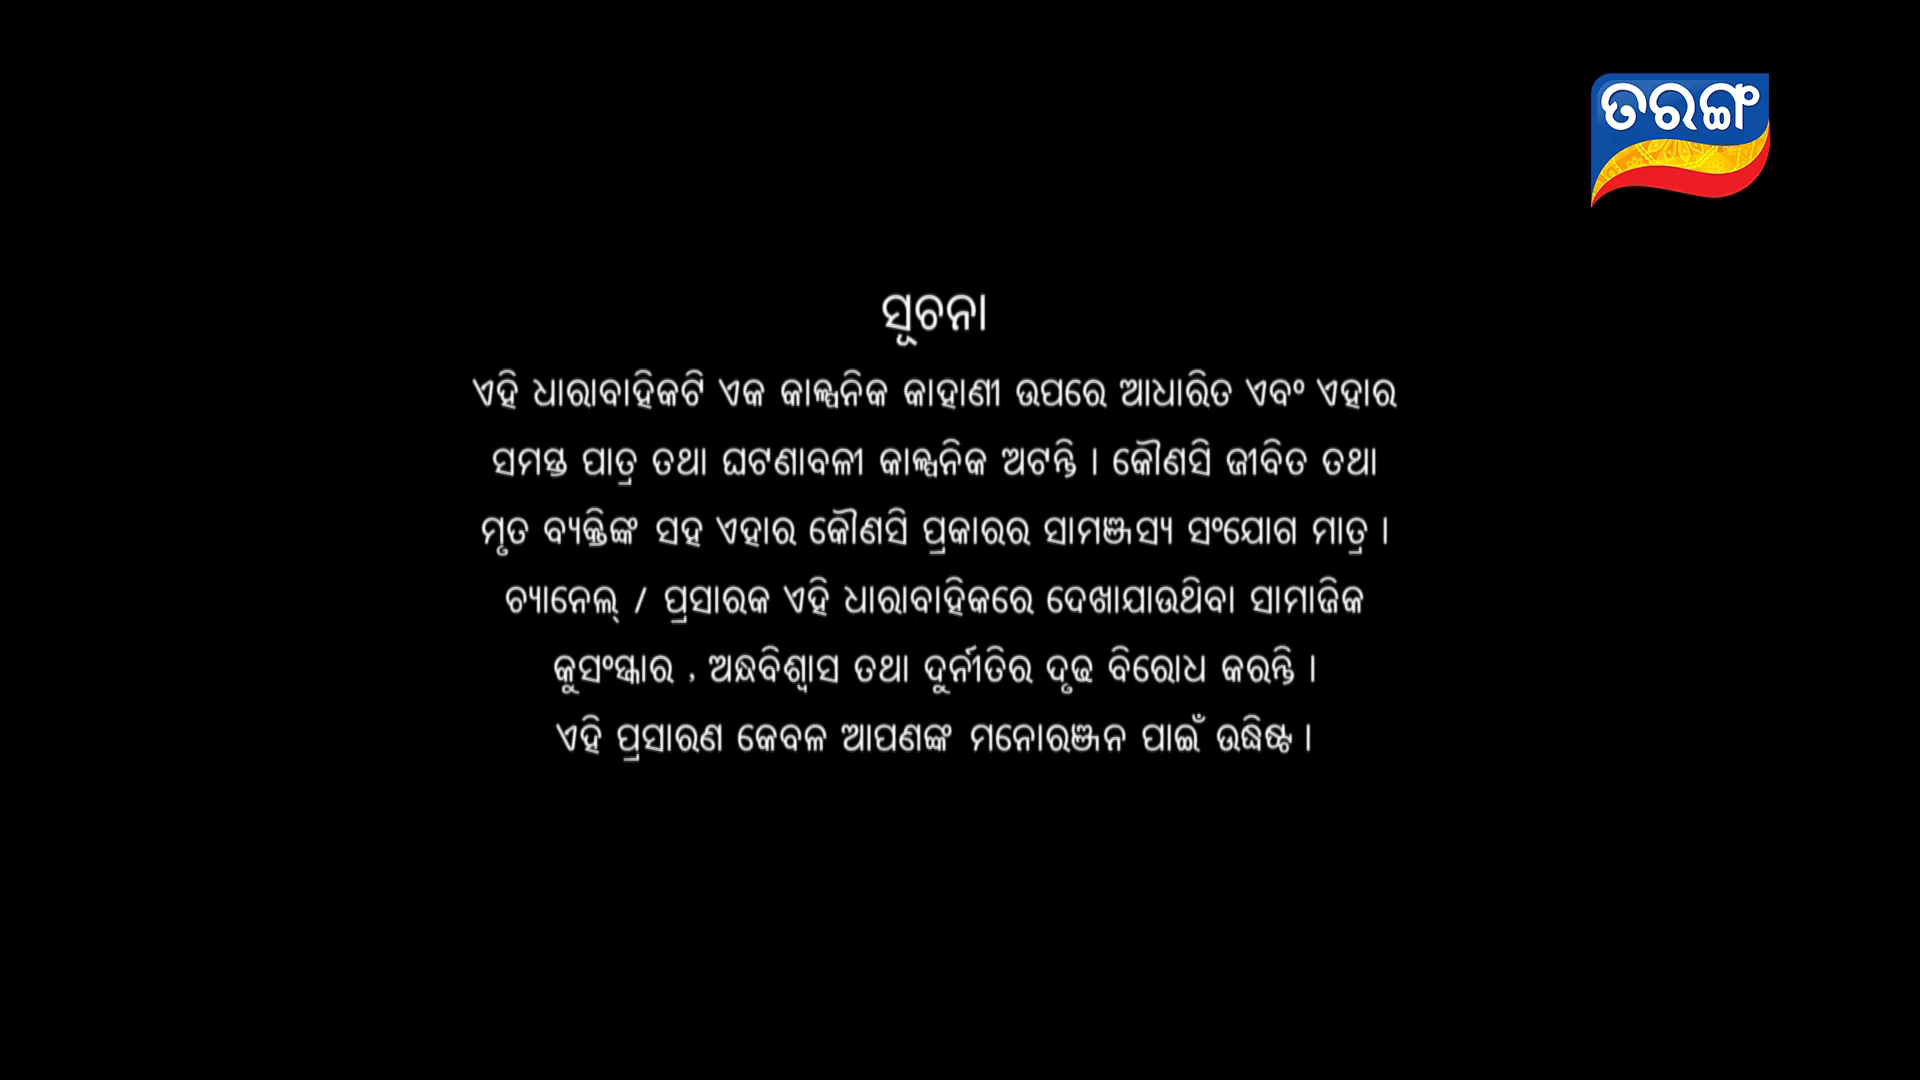 ତରଙ୍ଗ
ସୂଚନା
ଏହି ଧାରାବାହିକଟି ଏକ କାଳ୍ପନିକ କାହାଣୀ ଉପରେ ଆଧାରିତ ଏବଂ ଏହାର
ସମସ୍ତ ପାତ୍ର ତଥା ଘଟଣାବଳୀ କାଳ୍ପନିକ ଅଟନ୍ତି । କୌଣସି ଜୀବିତ ତଥା
ମୃତ ବ୍ୟକ୍ତିଙ୍କ ସହ ଏହାର କୌଣସି ପ୍ରକାରର ସାମଞ୍ଜସ୍ୟ ସଂଯୋଗ ମାତ୍ର ।
ଚ୍ୟାନେଲ୍ / ପ୍ରସାରକ ଏହି ଧାରାବାହିକରେ ଦେଖାଯାଉଥିବା ସାମାଜିକ
କୁସଂସ୍କାର , ଅନ୍ଧବିଶ୍ୱାସ ତଥା ଦୁର୍ନୀତିର ଦୃଢ ବିରୋଧ କରନ୍ତି ।
ଏହି ପ୍ରସାରଣ କେବଳ ଆପଣଙ୍କ ମନୋରଞ୍ଜନ ପାଇଁ ଉଦ୍ଧିଷ୍ଟ ।